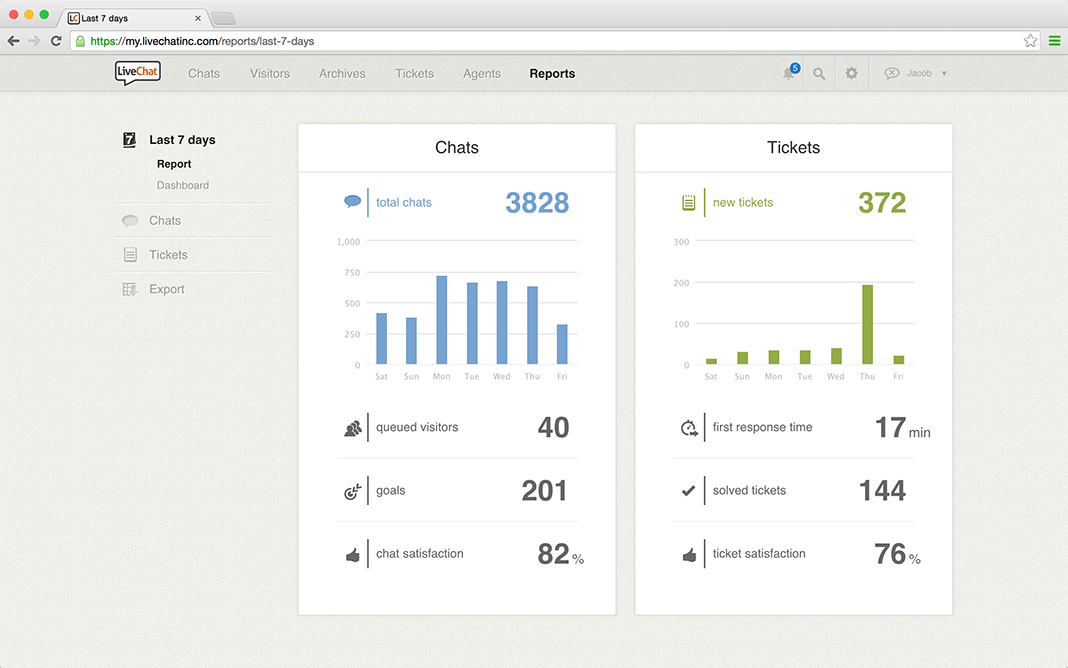 LC Last 7 days
https://my.livechatinc.com/reports/last-7-days
LiveChat Chats Visitors Archives Tickets Agents Reports 5 Jacob
7 Last 7 days
Report
Dashboard
Chats
Tickets
Export
Chats
total chats 3828
1,000
750
500
250
0
Sat Sun Mon Tue Wed Thu Fri
queued visitors 40
goals 201
chat satisfaction 82 %
Tickets
new tickets 372
300
200
100
0
Sat Sun Mon Tue Wed Thu Fri
first response time 17 min
solved tickets 144
ticket satisfaction 76 %